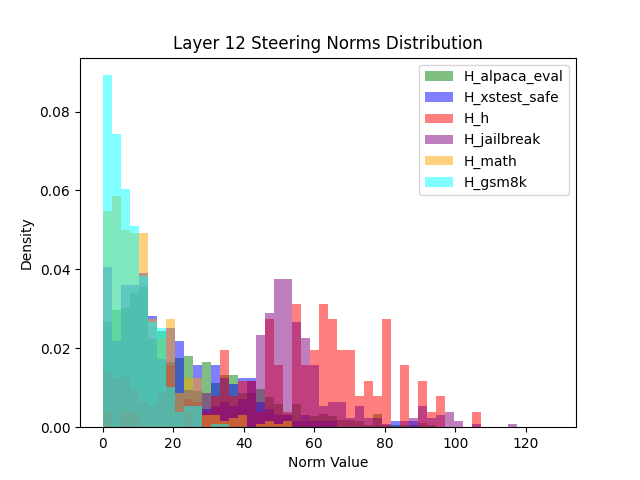 Layer 12 Steering Norms Distribution
H_alpaca_eval
H_xstest_safe
H_h
H_jailbreak
H_math
H_gsm8k
Density
0.08
0.06
0.04
0.02
0.00
0 20 40 60 80 100 120
Norm Value